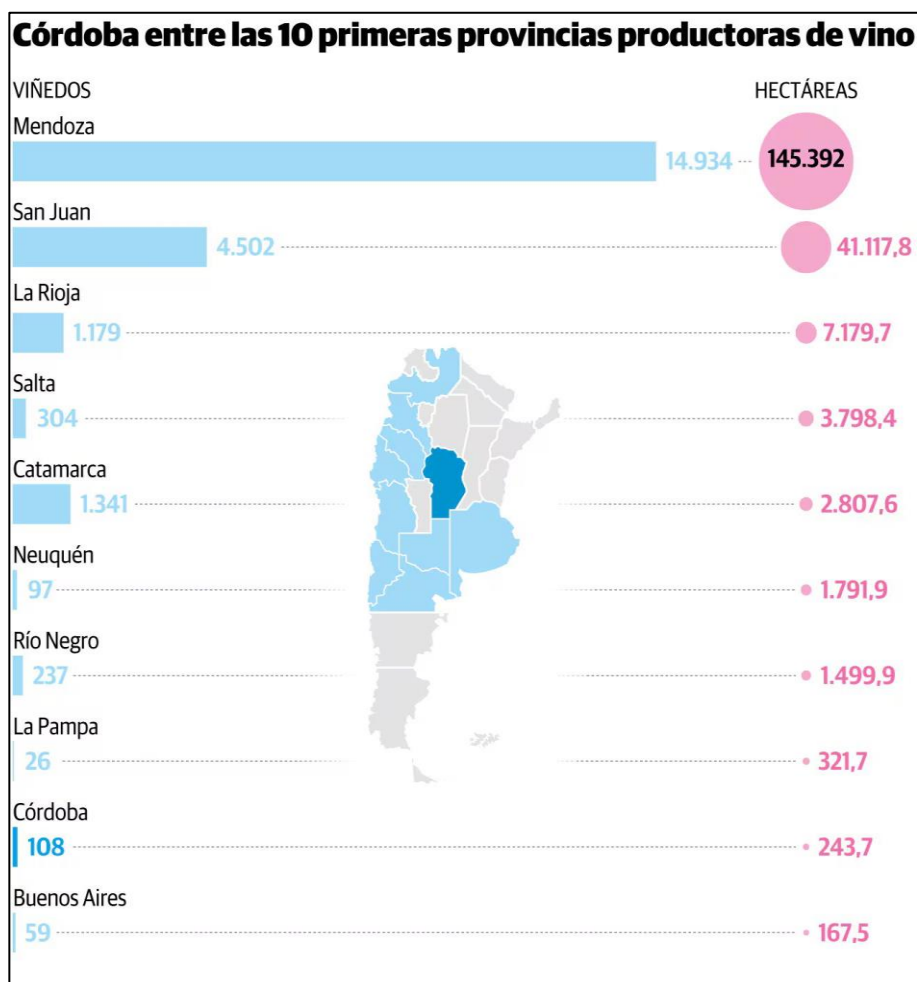 Córdoba entre las 10 primeras provincias productoras de vino
VIÑEDOS HECTÁREAS
Mendoza
14.934 145.392
San Juan
4.502 41.117,8
La Rioja
1.179 7.179,7
Salta
304 3.798,4
Catamarca
1.341 2.807,6
Neuquén
97 1.791,9
Río Negro
237 1.499,9
La Pampa
26 321,7
Córdoba
108 243,7
Buenos Aires
59 167,5